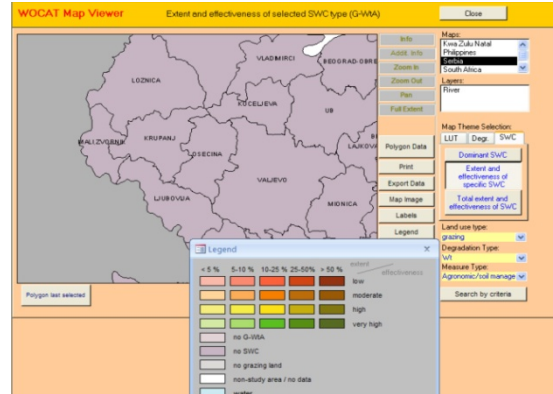 WOCAT Map Viewer
Extent and effectiveness of selected SWC type (G-WtA)
Close
Info
Addit. Info
Zoom In
Zoom Out
Pan
Full Extent
Polygon Data
Print
Export Data
Map Image
Labels
Legend
Maps:
Kwa Zulu Natal
Philippines
Serbia
South Africa
Layers:
River
Map Theme Selection:
LUT
Degr.
SWC
Dominant SWC
Extent and
effectiveness of
specific SWC
Total extent and
effectiveness of SWC
Land use type:
grazing
Degradation Type:
Wt
Measure Type:
Agronomic/soil manage
Search by criteria
LOZNICA
VLADIMIRCI
BEOGRAD-OBRE
KOCELJEVA
UB
MALI ZVORNIK
KRUPANJ
OSECINA
LAJKOV
LJUBOVIJA
VALJEVO
MIONICA
Polygon last selected
Legend
x
< 5 % 5-10 % 10-25 % 25-50% > 50 %
extent
effectiveness
low
moderate
high
very high
no G-WtA
no SWC
no grazing land
non-study area / no data
water